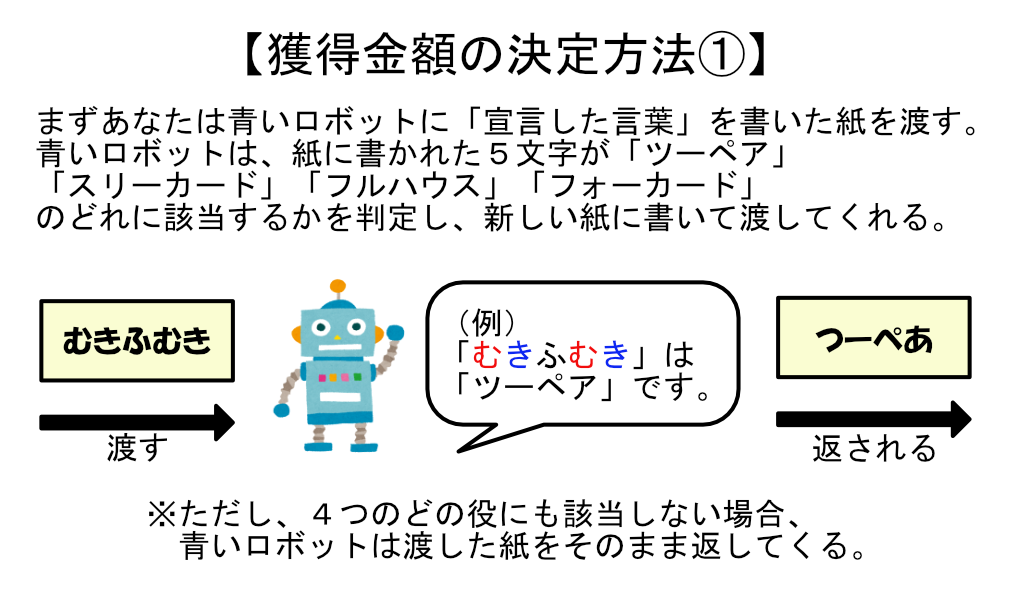 【獲得金額の決定方法①】
まずあなたは青いロボットに「宣言した言葉」を書いた紙を渡す。
青いロボットは、紙に書かれた５文字が「ツーペア」
「スリーカード」「フルハウス」「フォーカード」
のどれに該当するかを判定し、新しい紙に書いて渡してくれる。
むきふむき
渡す
（例）
「むきふむき」は
「ツーペア」です。
つーぺあ
返される
※ただし、４つのどの役にも該当しない場合、
青いロボットは渡した紙をそのまま返してくる。